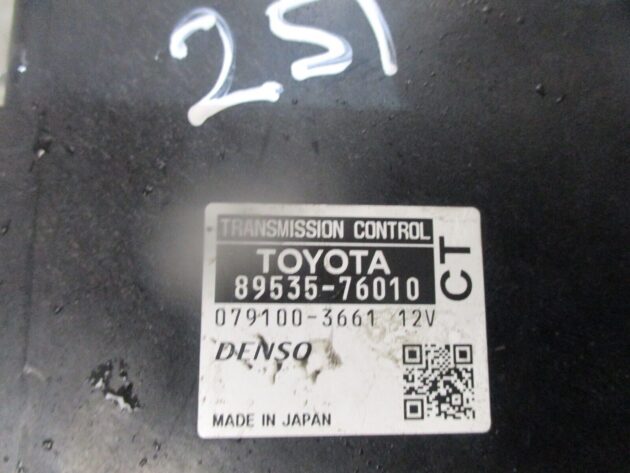 251
TRANSMISSION CONTROL
TOYOTA
89535-76010
CT
079100-3661 12V
DENSO
MADE IN JAPAN